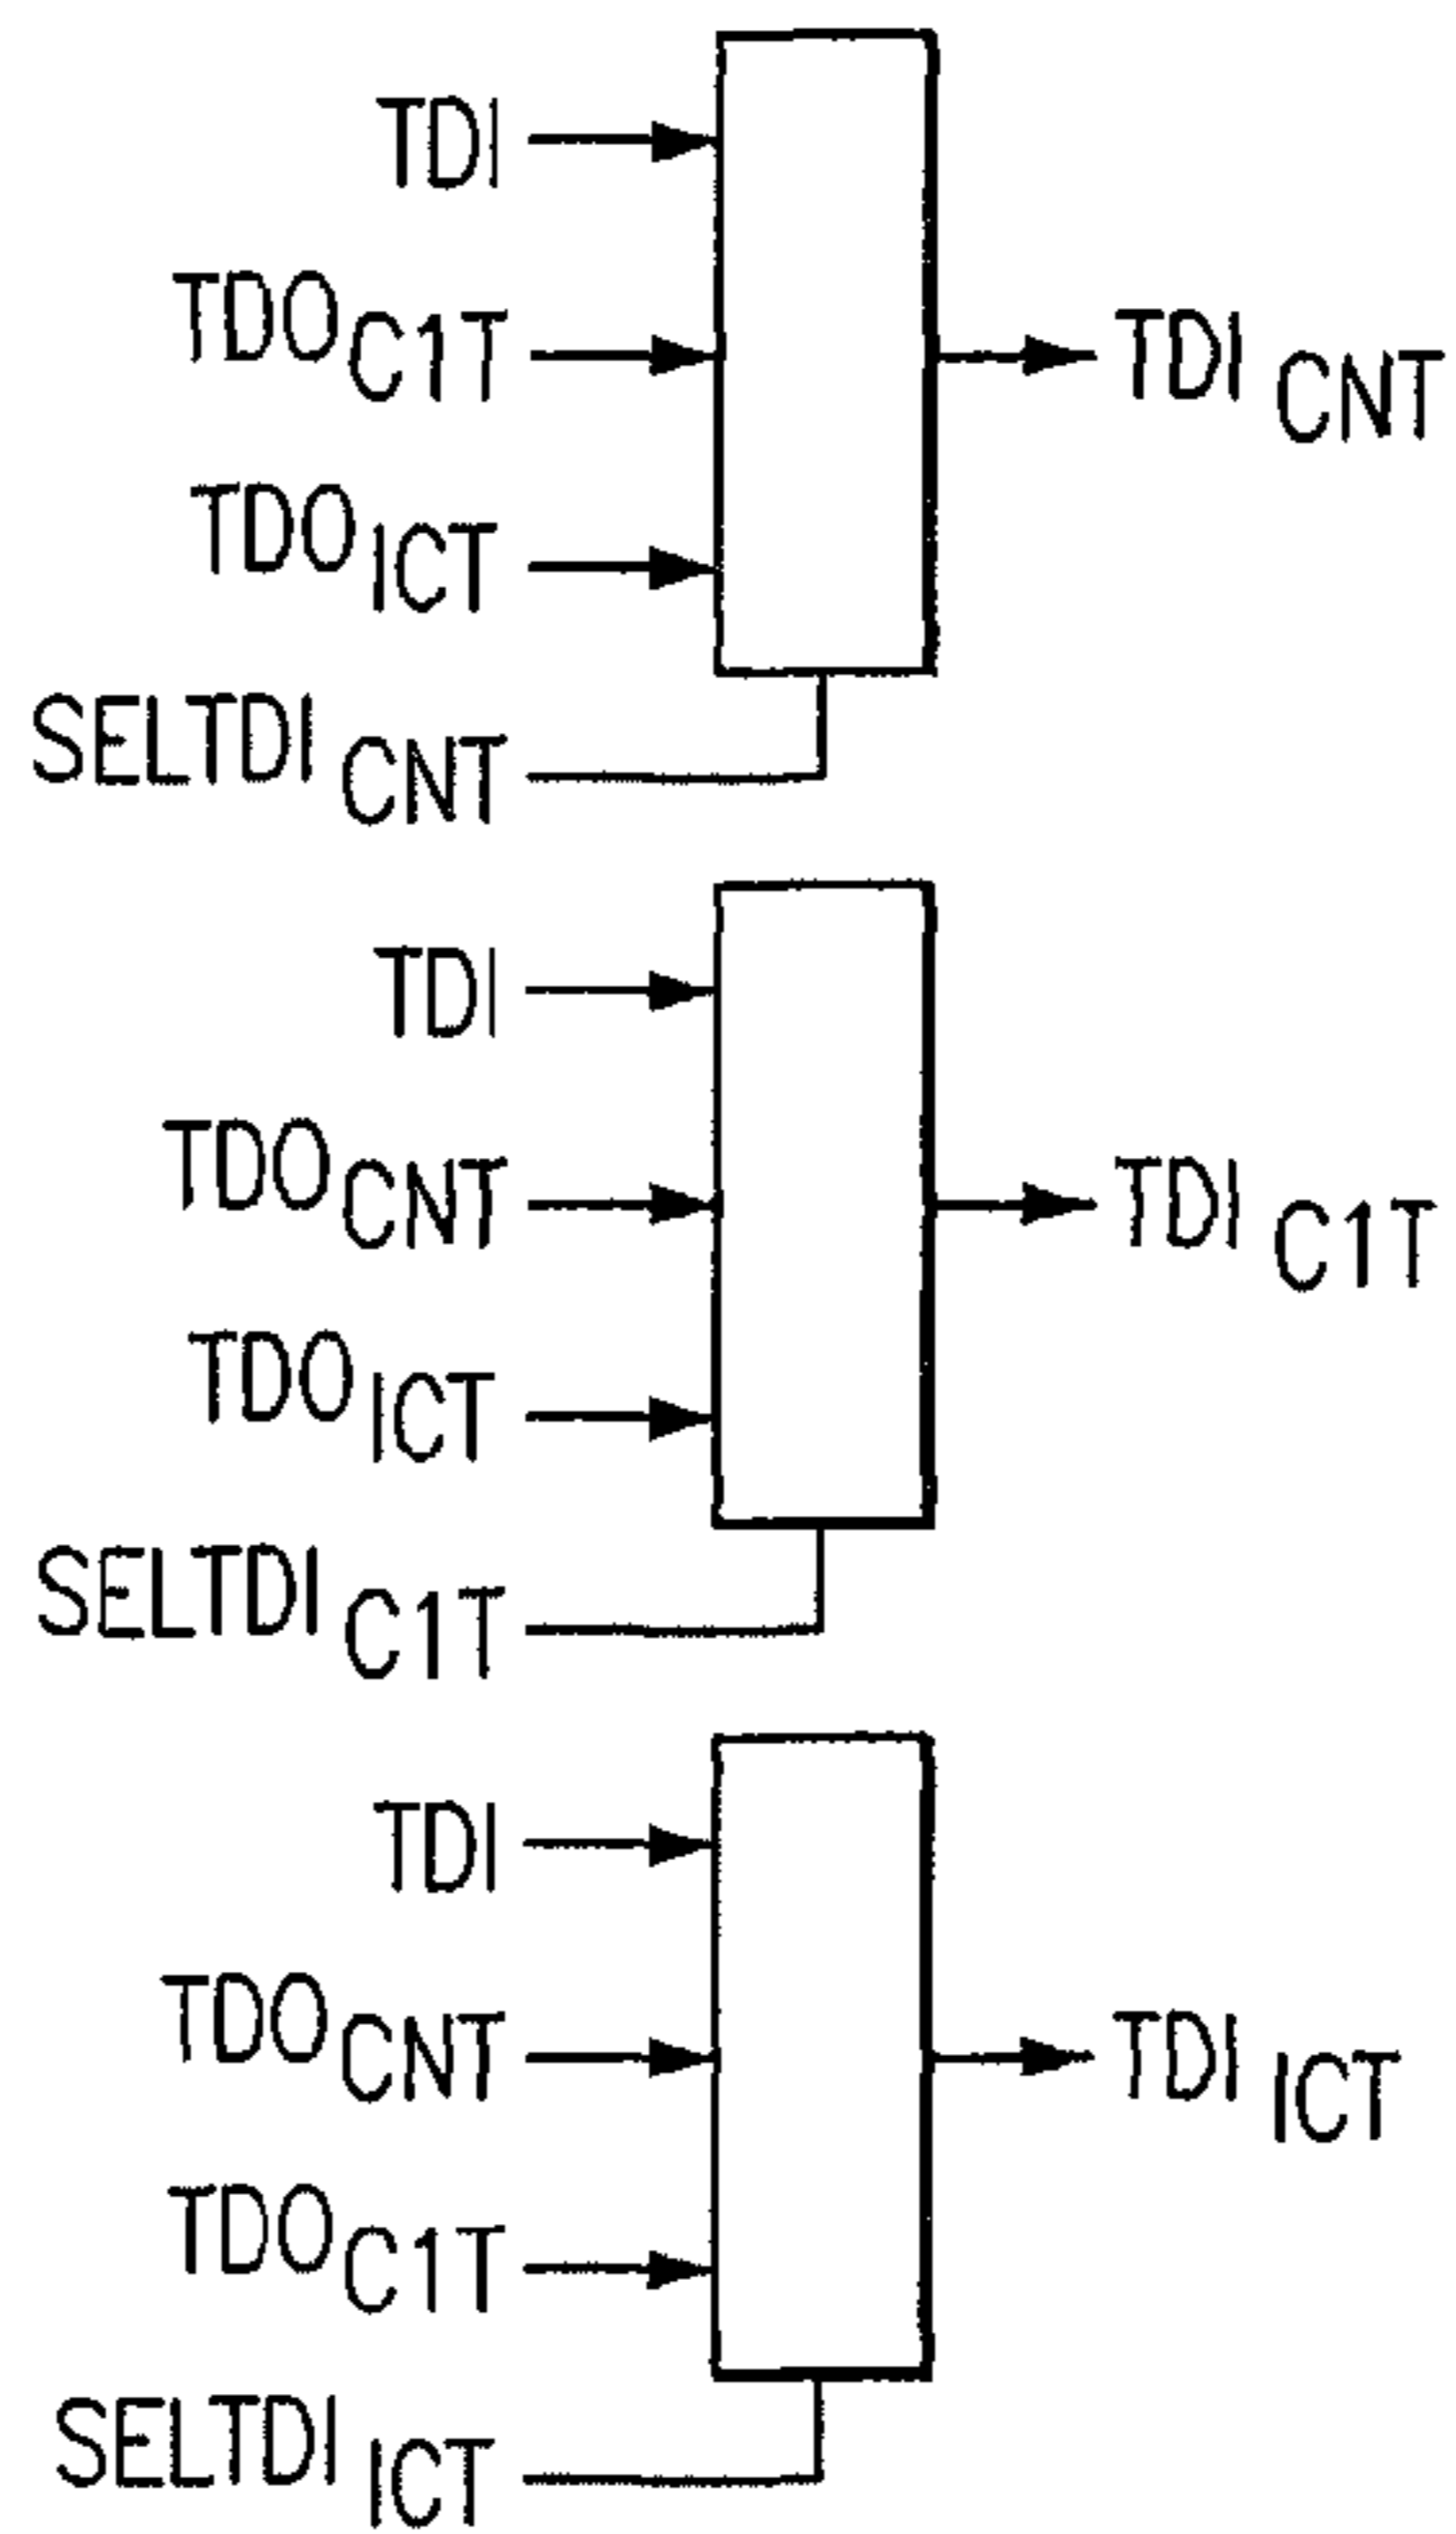 TDI
TDO C1T
TDI CNT
TDO ICT
SELTDI CNT
TDI
TDO CNT
TDI C1T
TDO ICT
SELTDI C1T
TDI
TDO CNT
TDI ICT
TDO C1T
SELTDI ICT